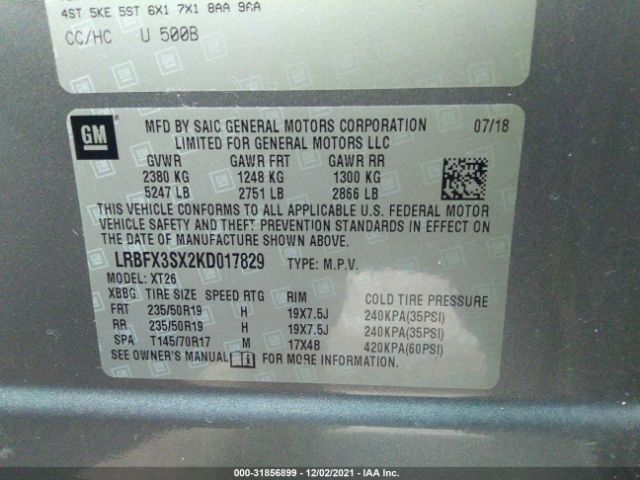 4ST 5KE 5ST 6X1 7X1 8AA 9AA
CC/HC U 500B
GM
MFD BY SAIC GENERAL MOTORS CORPORATION 07/18
LIMITED FOR GENERAL MOTORS LLC
GVWR GAWR FRT GAWR RR
2380 KG 1248 KG 1300 KG
5247 LB 2751 LB 2866 LB
THIS VEHICLE CONFORMS TO ALL APPLICABLE U.S. FEDERAL MOTOR
VEHICLE SAFETY AND THEFT PREVENTION STANDARDS IN EFFECT ON
THE DATE OF MANUFACTURE SHOWN ABOVE.
LRBFX3SX2KD017829 TYPE: M.P.V.
MODEL: XT26
XBBG TIRE SIZE SPEED RTG RIM COLD TIRE PRESSURE
FRT 235/50R19 H 19X7.5J 240KPA(35PSI)
RR 235/50R19 H 19X7.5J 240KPA(35PSI)
SPA T145/70R17 M 17X4B 420KPA(60PSI)
SEE OWNER'S MANUAL FOR MORE INFORMATION.
000-31856899 - 12/02/2021 - IAA Inc.